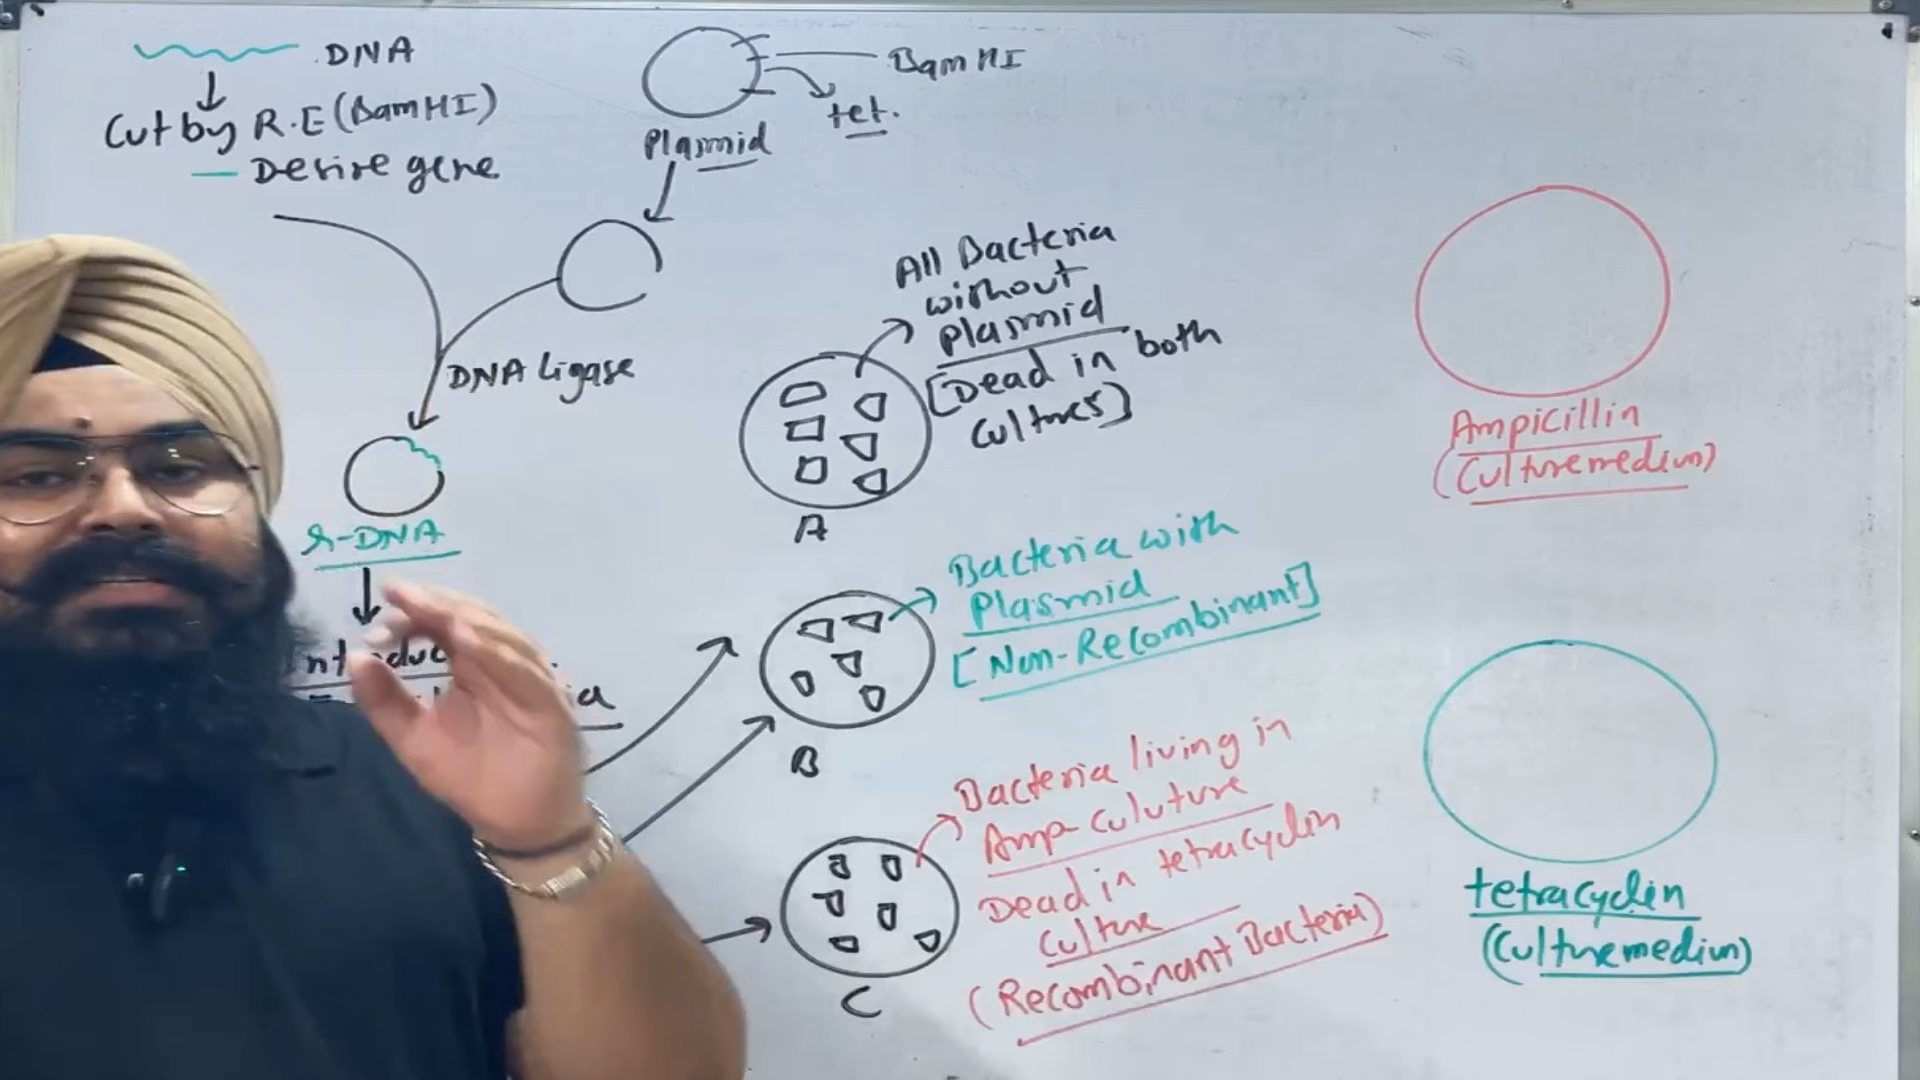 DNA
Cut by R.E (BamHI)
Desire gene
BamHI
tet.
Plasmid
DNA Ligase
r-DNA
All Bacteria
without
plasmid
[Dead in both
cultures]
A
Bacteria with
Plasmid
[Non-Recombinant]
B
Bacteria living in
Amp culuture
Dead in tetracyclin
culture
(Recombinant Bacteria)
C
Ampicillin
(Culture medium)
tetracyclin
(Culture medium)